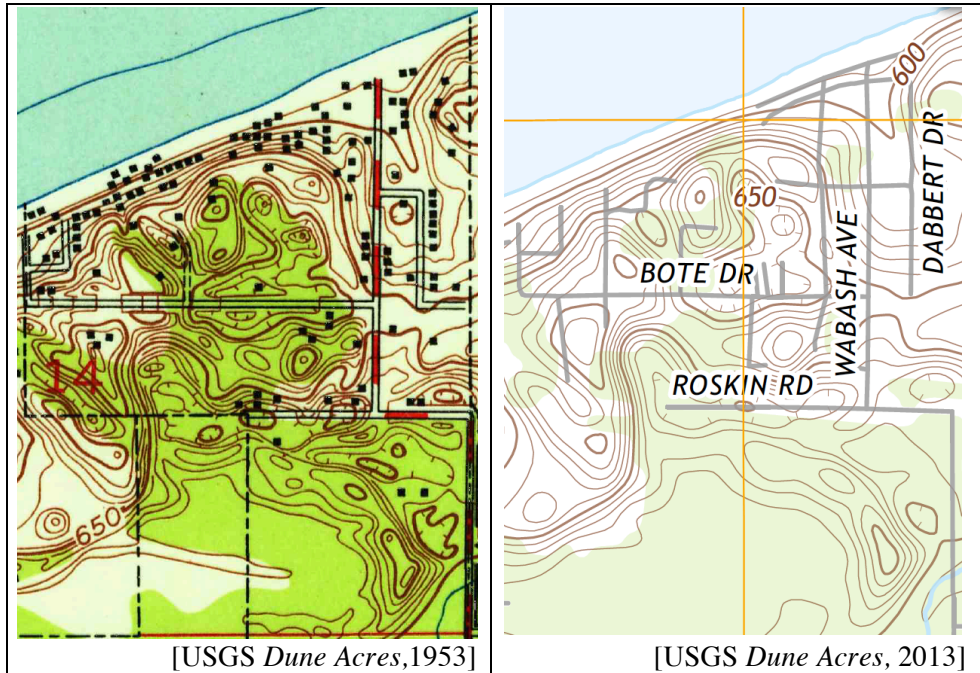 14
650
[USGS Dune Acres,1953]
600
650
DABBERT DR
BOTE DR
WABASH AVE
ROSKIN RD
[USGS Dune Acres, 2013]